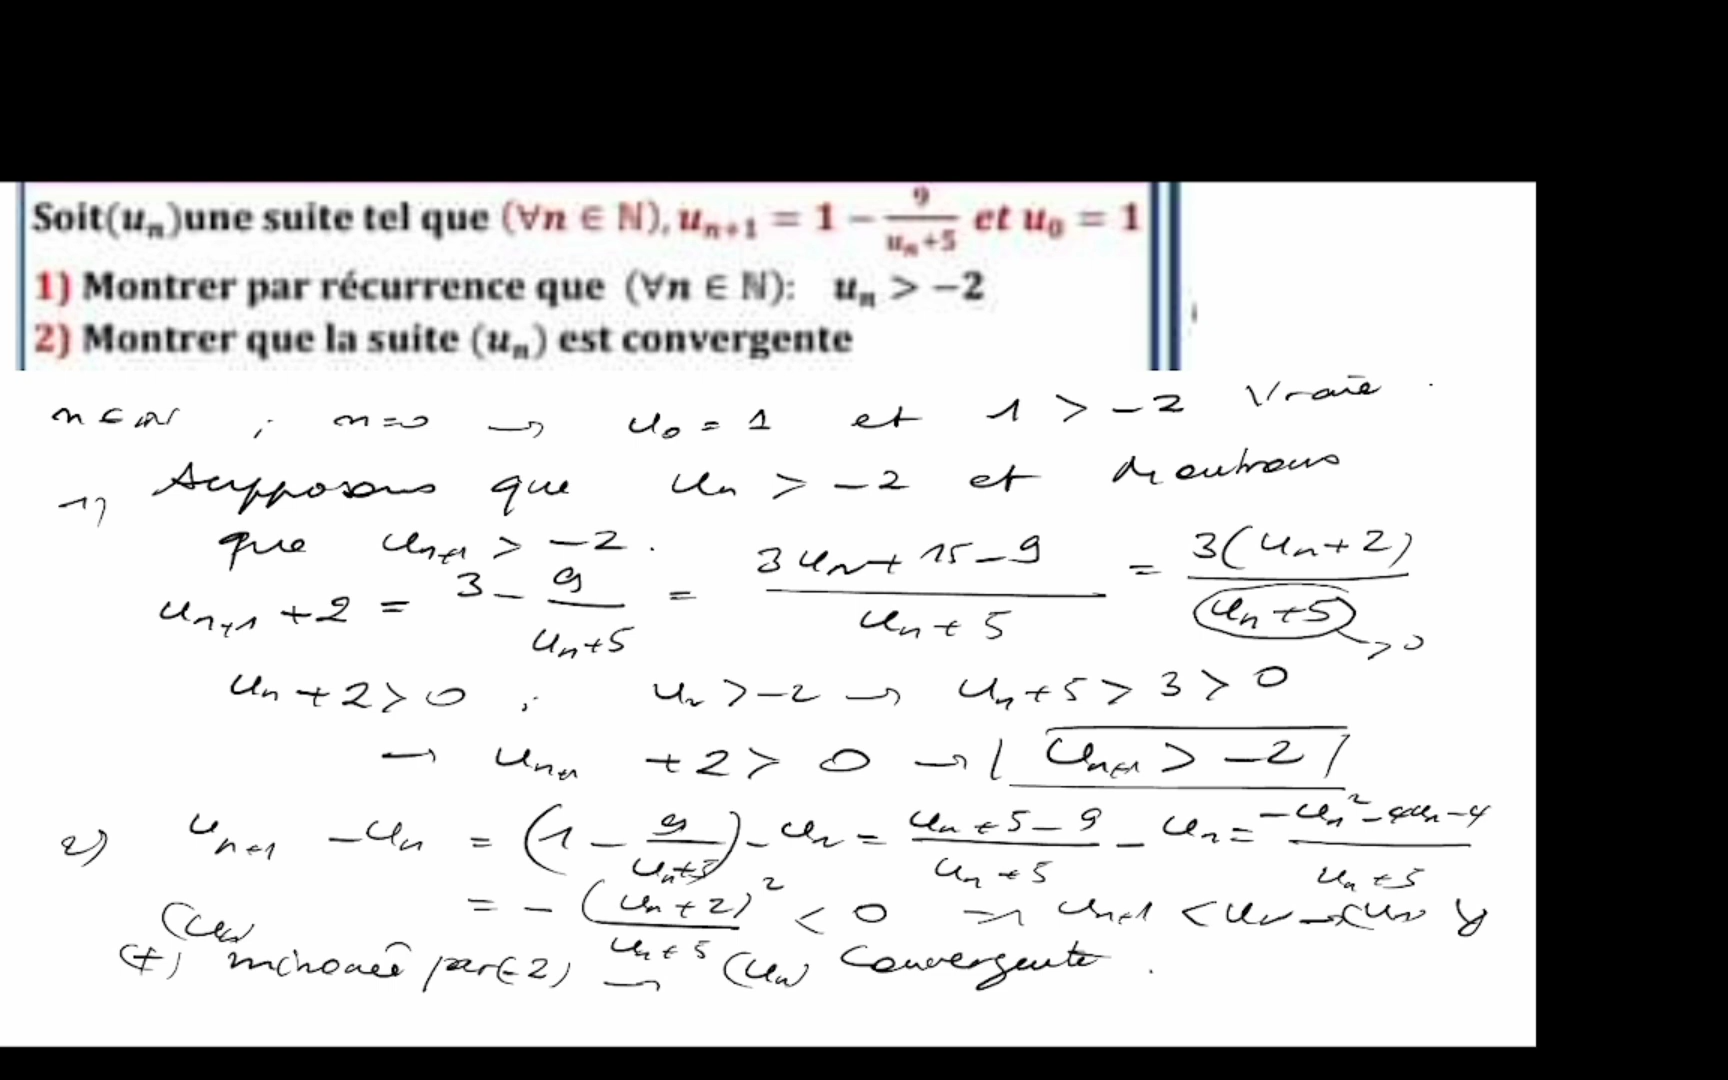 Soit(uₙ)une suite tel que (∀n ∈ ℕ), uₙ₊₁ = 1 − 9/(uₙ+5) et u₀ = 1
1) Montrer par récurrence que (∀n ∈ ℕ): uₙ > −2
2) Montrer que la suite (uₙ) est convergente
n ∈ ℕ ; n=0 → u₀ = 1 et 1 > −2 Vraie.
1) Supposons que uₙ > −2 et Montrons
que uₙ₊₁ > −2.
uₙ₊₁ + 2 = 3 − 9/(uₙ+5) = (3uₙ + 15 − 9)/(uₙ + 5) = 3(uₙ+2)/(uₙ+5) → >0
uₙ + 2 > 0 ; uₙ > −2 → uₙ + 5 > 3 > 0
→ uₙ₊₁ + 2 > 0 → uₙ₊₁ > −2
2) uₙ₊₁ − uₙ = (1 − 9/(uₙ+5)) − uₙ = (uₙ + 5 − 9)/(uₙ + 5) − uₙ = (−uₙ² − 4uₙ − 4)/(uₙ + 5)
= − (uₙ + 2)²/(uₙ + 5) < 0 ⇒ uₙ₊₁ < uₙ → (uₙ) ↘
(uₙ)
minorée par (−2) → (uₙ) Convergente.